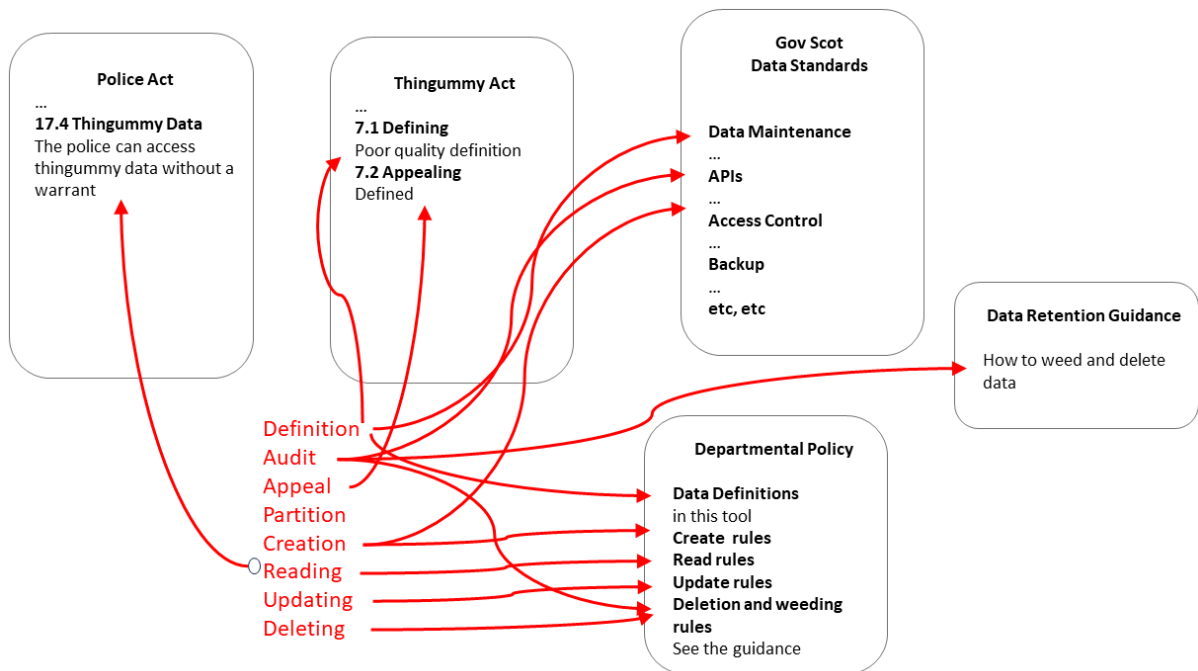 Police Act
...
17.4 Thingummy Data
The police can access
thingummy data without a
warrant
Thingummy Act
...
7.1 Defining
Poor quality definition
7.2 Appealing
Defined
Gov Scot
Data Standards
Data Maintenance
...
APIs
...
Access Control
...
Backup
...
etc, etc
Data Retention Guidance
How to weed and delete
data
Definition
Audit
Appeal
Partition
Creation
Reading
Updating
Deleting
Departmental Policy
Data Definitions
in this tool
Create rules
Read rules
Update rules
Deletion and weeding
rules
See the guidance